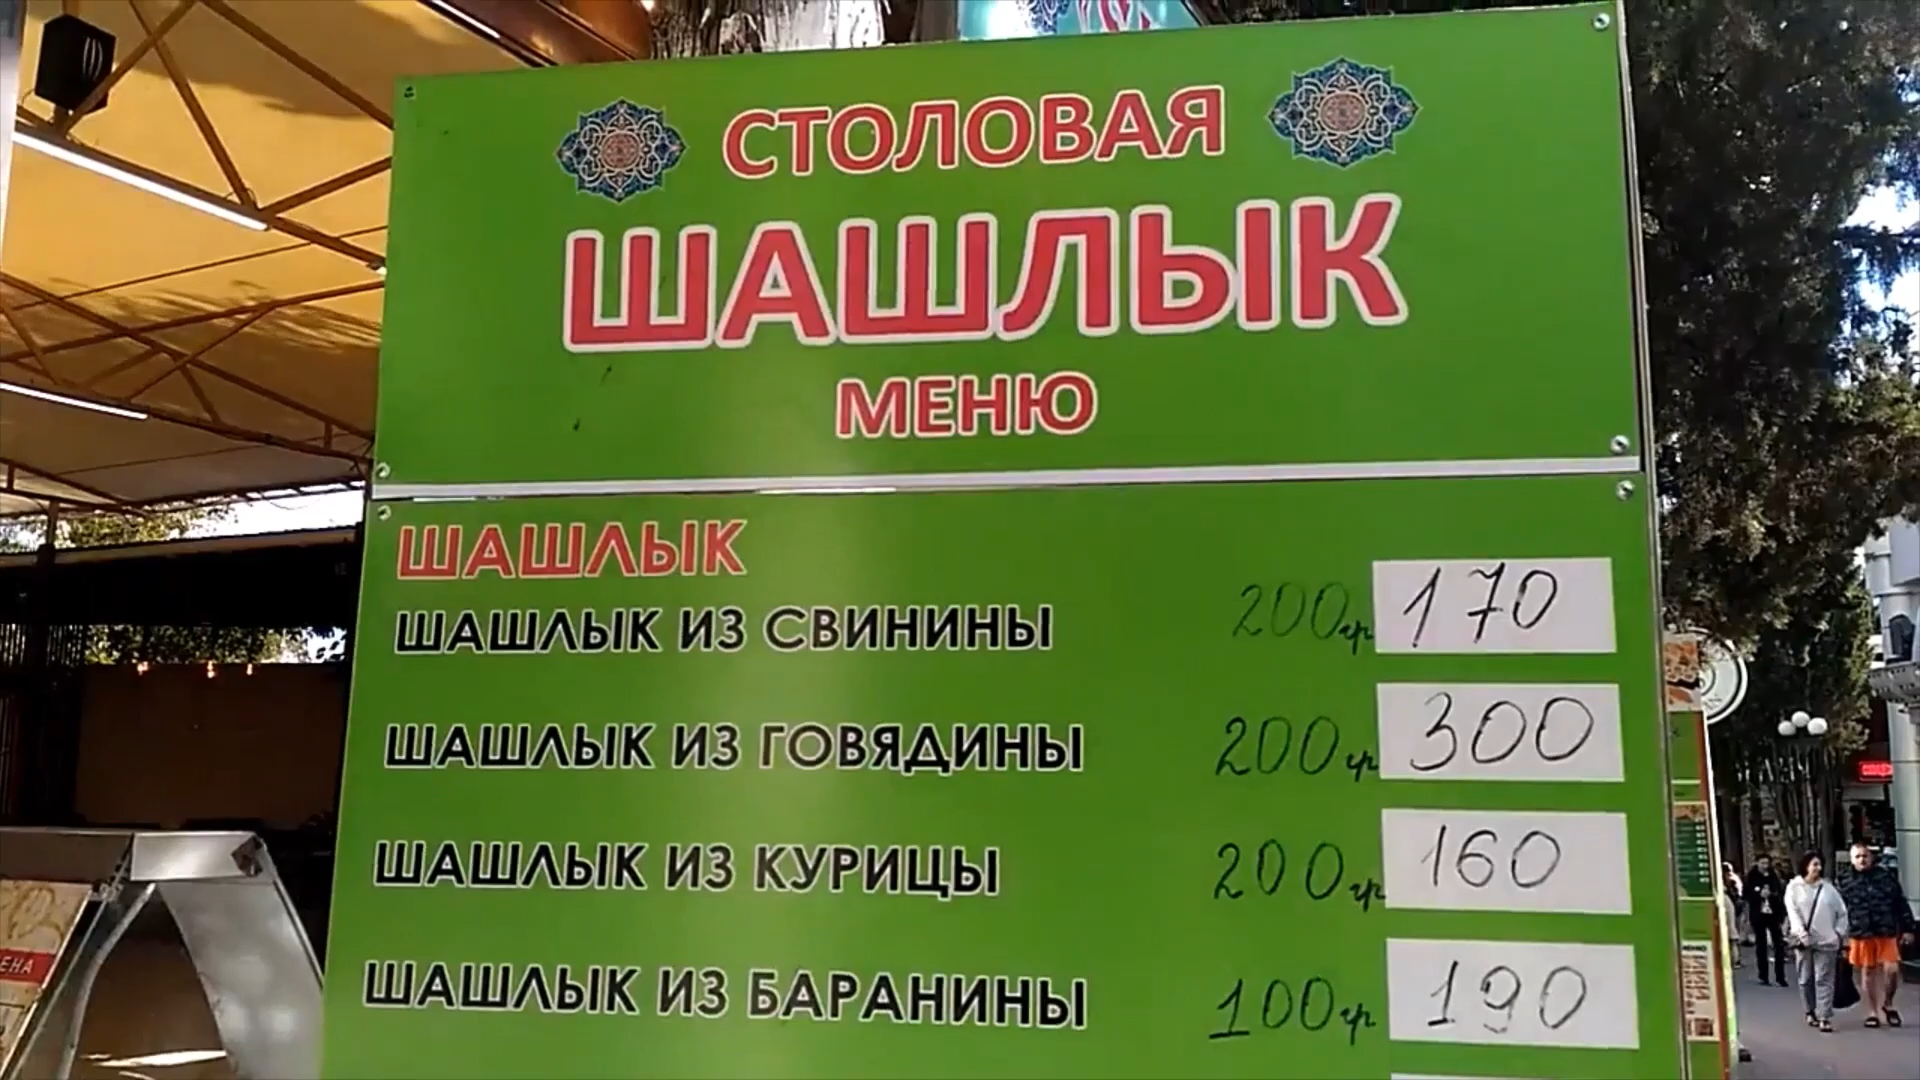 СТОЛОВАЯ
ШАШЛЫК
МЕНЮ
ШАШЛЫК
ШАШЛЫК ИЗ СВИНИНЫ 200гр 170
ШАШЛЫК ИЗ ГОВЯДИНЫ 200гр 300
ШАШЛЫК ИЗ КУРИЦЫ 200гр 160
ШАШЛЫК ИЗ БАРАНИНЫ 100гр 190
ЕНА